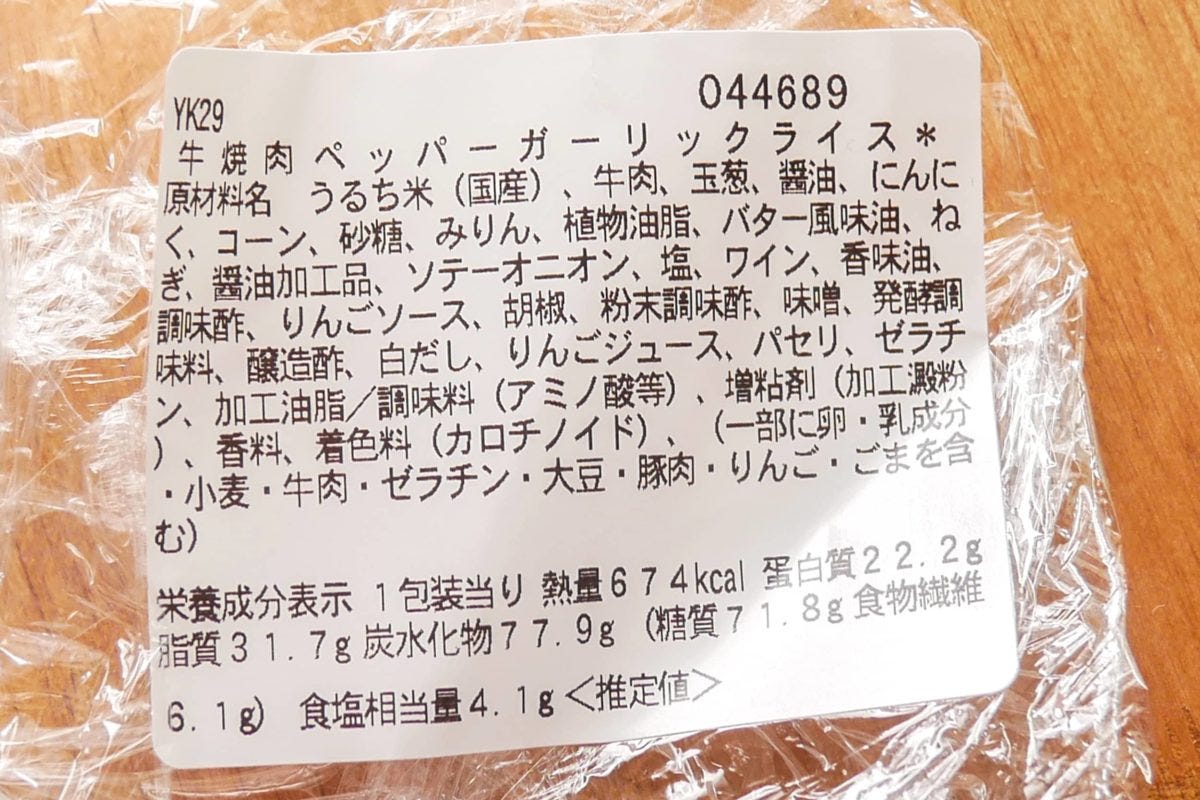 044689
YK29
牛焼肉ペッパーガーリックライス*
原材料名 うるち米(国産)、牛肉、玉葱、醤油、にんに
く、コーン、砂糖、みりん、植物油脂、バター風味油、ね
ぎ、醤油加工品、ソテーオニオン、塩、ワイン、香味油、
調味酢、りんごソース、胡椒、粉末調味酢、味噌、発酵調
味料、醸造酢、白だし、りんごジュース、パセリ、ゼラチ
ン、加工油脂/調味料(アミノ酸等)、増粘剤(加工澱粉
)、香料、着色料(カロチノイド)、(一部に卵・乳成分
・小麦・牛肉・ゼラチン・大豆・豚肉・りんご・ごまを含
む)
栄養成分表示 1包装当り 熱量674kcal 蛋白質22.2g
脂質31.7g 炭水化物77.9g (糖質71.8g 食物繊維
6.1g) 食塩相当量4.1g<推定値>